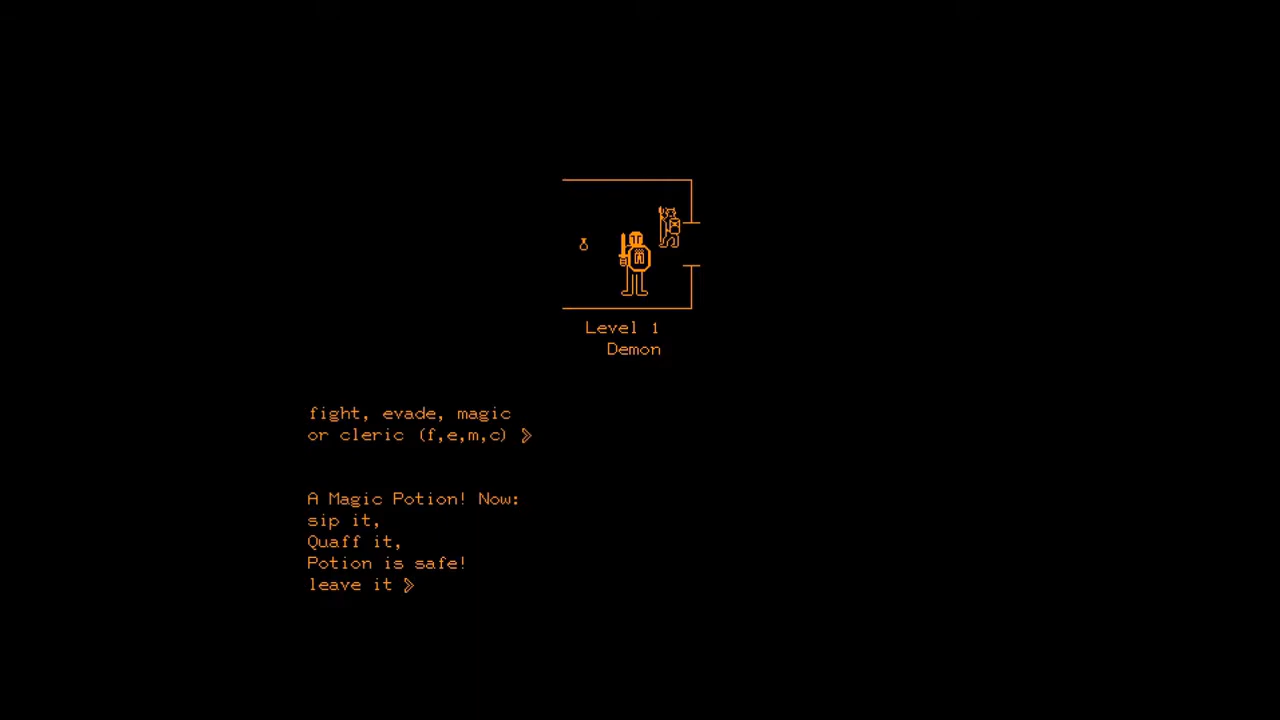 Level 1
Demon
fight, evade, magic
or cleric (f,e,m,c) >
A Magic Potion! Now:
sip it,
Quaff it,
Potion is safe!
leave it >